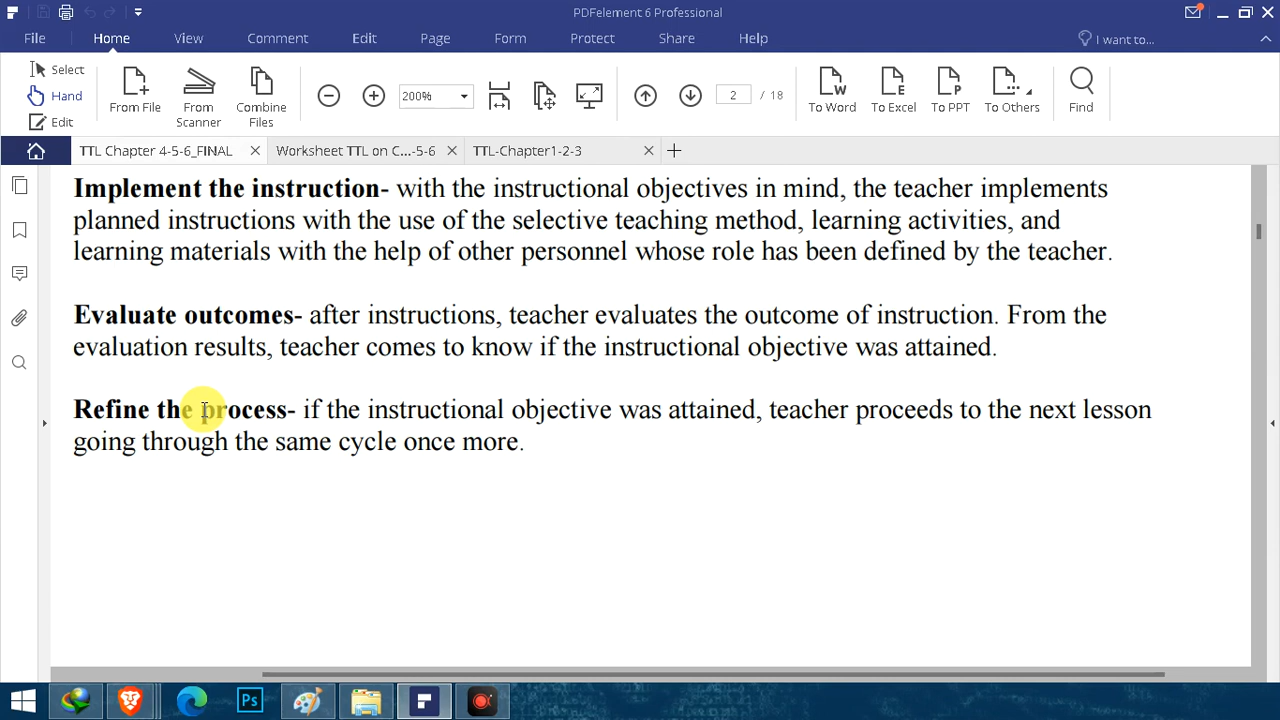 PDFelement 6 Professional
File Home View Comment Edit Page Form Protect Share Help I want to...
Select
Hand
Edit
From File
From Scanner
Combine Files
200%
2 / 18
To Word
To Excel
To PPT
To Others
Find
TTL Chapter 4-5-6_FINAL
Worksheet TTL on C...-5-6
TTL-Chapter1-2-3
Implement the instruction- with the instructional objectives in mind, the teacher implements
planned instructions with the use of the selective teaching method, learning activities, and
learning materials with the help of other personnel whose role has been defined by the teacher.
Evaluate outcomes- after instructions, teacher evaluates the outcome of instruction. From the
evaluation results, teacher comes to know if the instructional objective was attained.
Refine the process- if the instructional objective was attained, teacher proceeds to the next lesson
going through the same cycle once more.
Ps